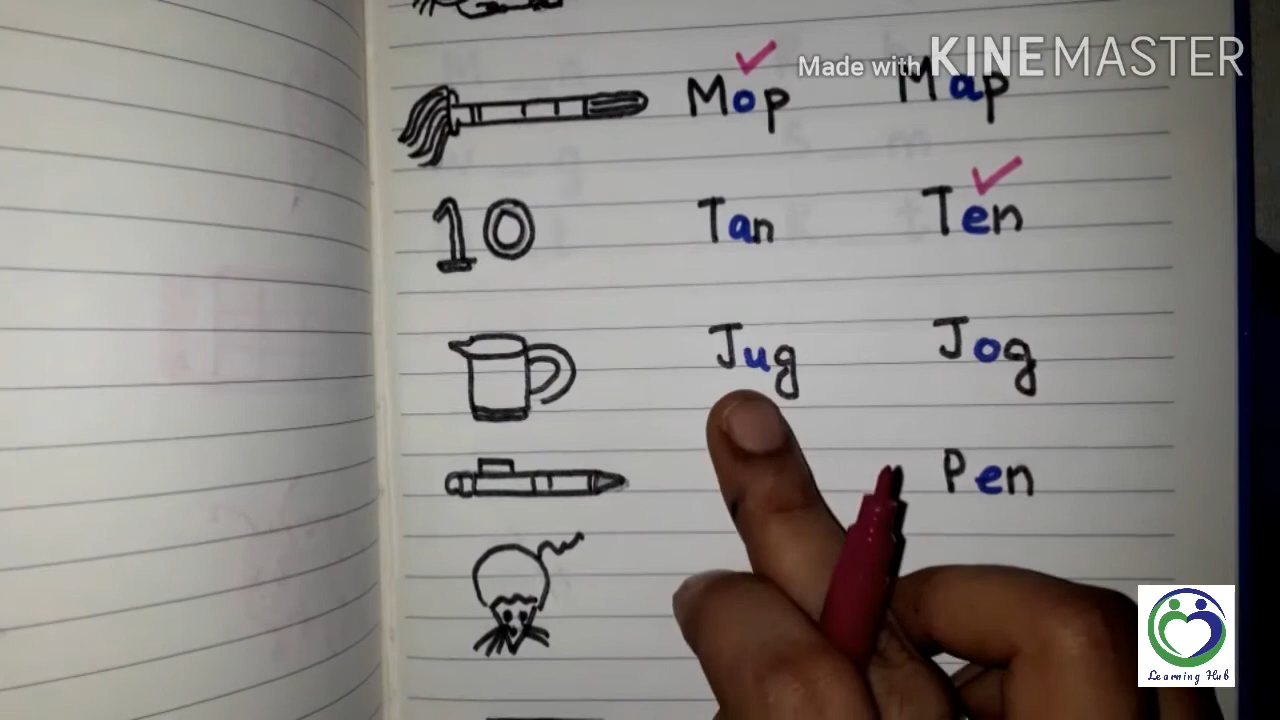 Made with KINEMASTER
Mop Map
10 Tan Ten
Jug Jog
Pen
Learning Hub